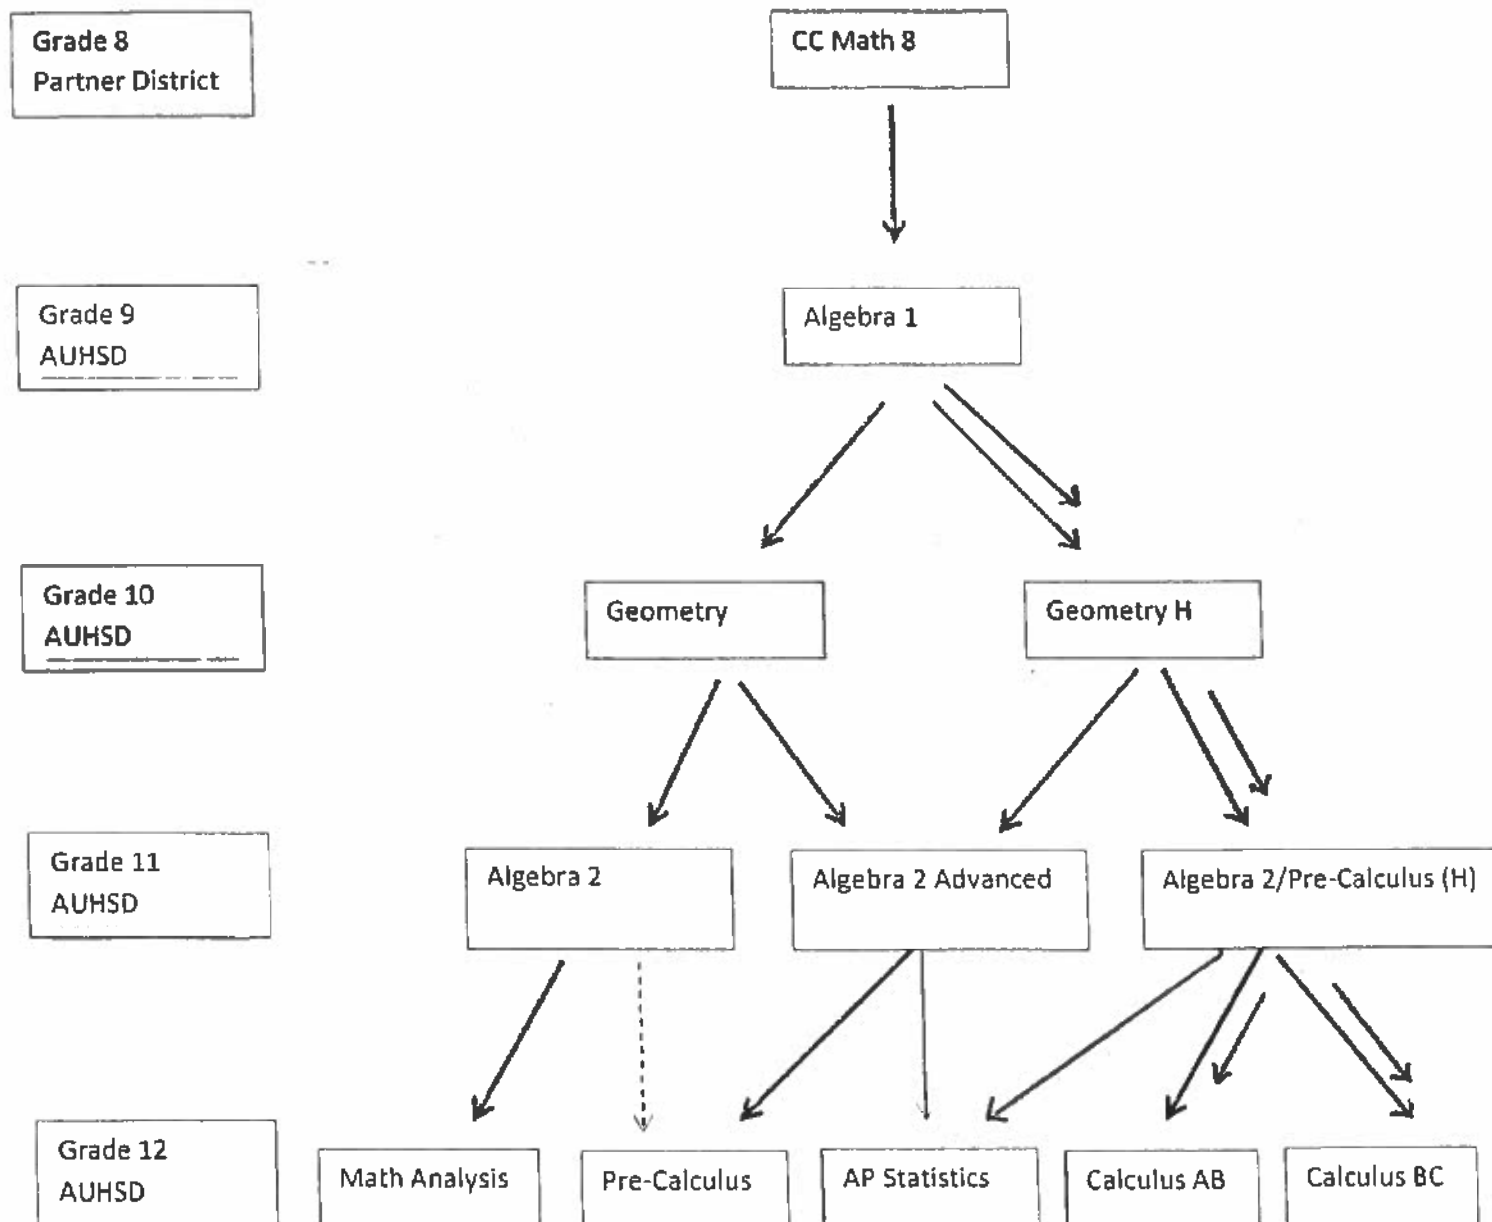 Grade 8
Partner District
CC Math 8
Grade 9
AUHSD
Algebra 1
Grade 10
AUHSD
Geometry
Geometry H
Grade 11
AUHSD
Algebra 2
Algebra 2 Advanced
Algebra 2/Pre-Calculus (H)
Grade 12
AUHSD
Math Analysis
Pre-Calculus
AP Statistics
Calculus AB
Calculus BC